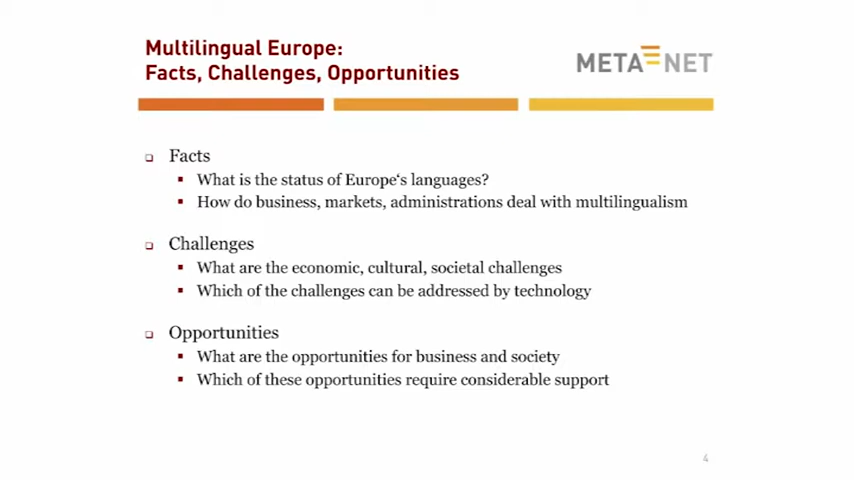 Multilingual Europe:
Facts, Challenges, Opportunities
META NET
Facts
What is the status of Europe‘s languages?
How do business, markets, administrations deal with multilingualism
Challenges
What are the economic, cultural, societal challenges
Which of the challenges can be addressed by technology
Opportunities
What are the opportunities for business and society
Which of these opportunities require considerable support
4